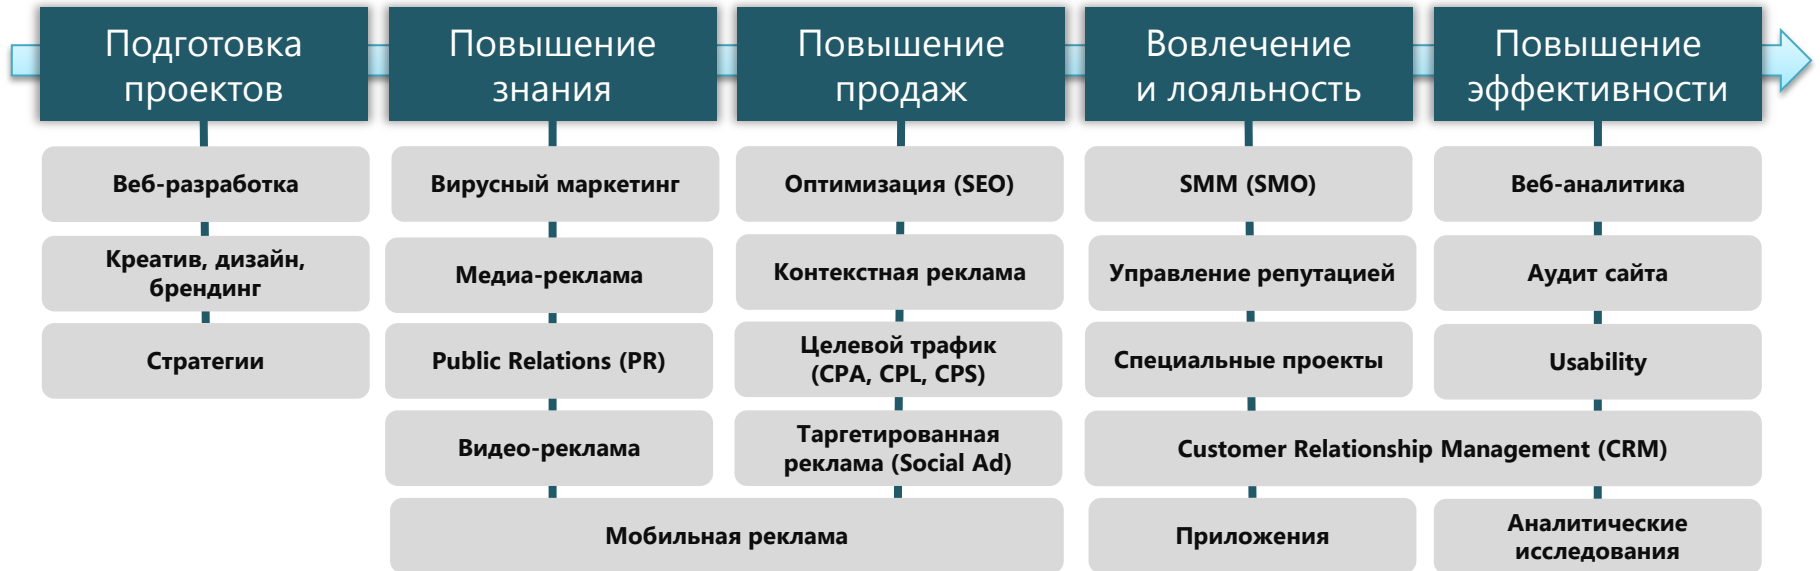 Подготовка
проектов
Повышение
знания
Повышение
продаж
Вовлечение
и лояльность
Повышение
эффективности
Веб-разработка
Креатив, дизайн,
брендинг
Стратегии
Вирусный маркетинг
Медиа-реклама
Public Relations (PR)
Видео-реклама
Оптимизация (SEO)
Контекстная реклама
Целевой трафик
(CPA, CPL, CPS)
Таргетированная
реклама (Social Ad)
Мобильная реклама
SMM (SMO)
Управление репутацией
Специальные проекты
Customer Relationship Management (CRM)
Приложения
Веб-аналитика
Аудит сайта
Usability
Аналитические
исследования